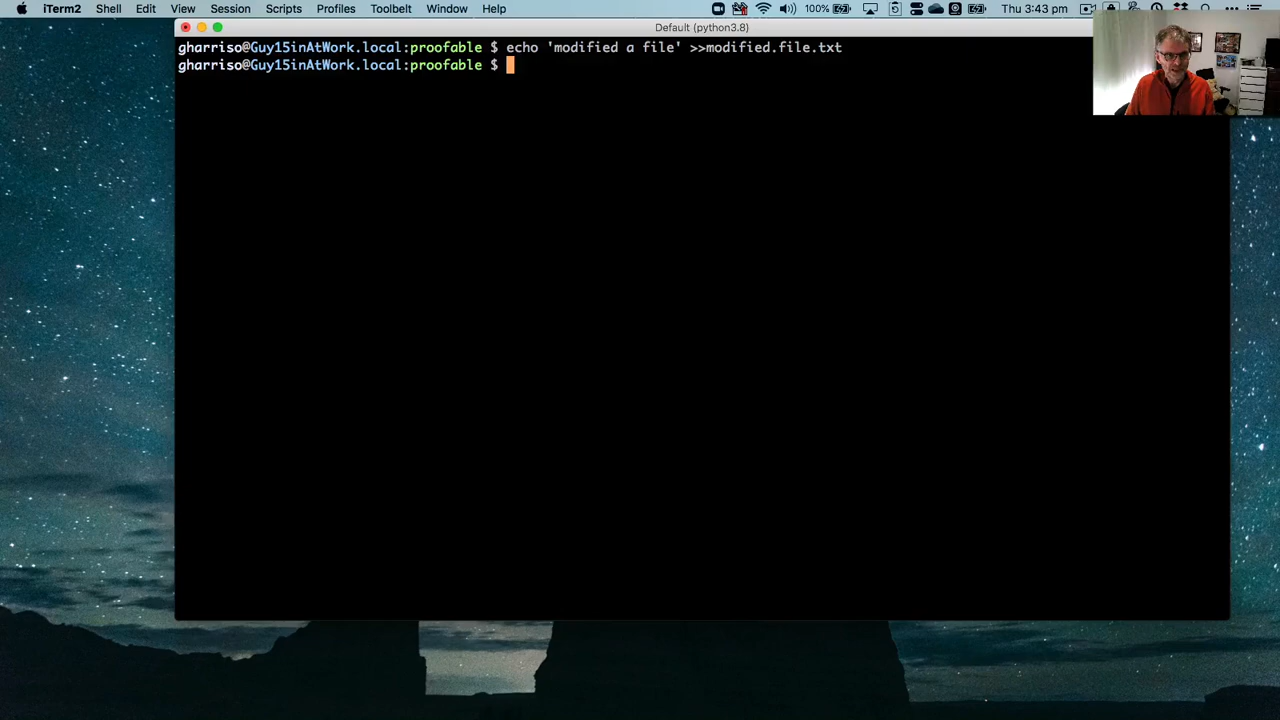 iTerm2 Shell Edit View Session Scripts Profiles Toolbelt Window Help 100% Thu 3:43 pm
Default (python3.8)
gharriso@Guy15inAtWork.local:proofable $ echo 'modified a file' >>modified.file.txt
gharriso@Guy15inAtWork.local:proofable $